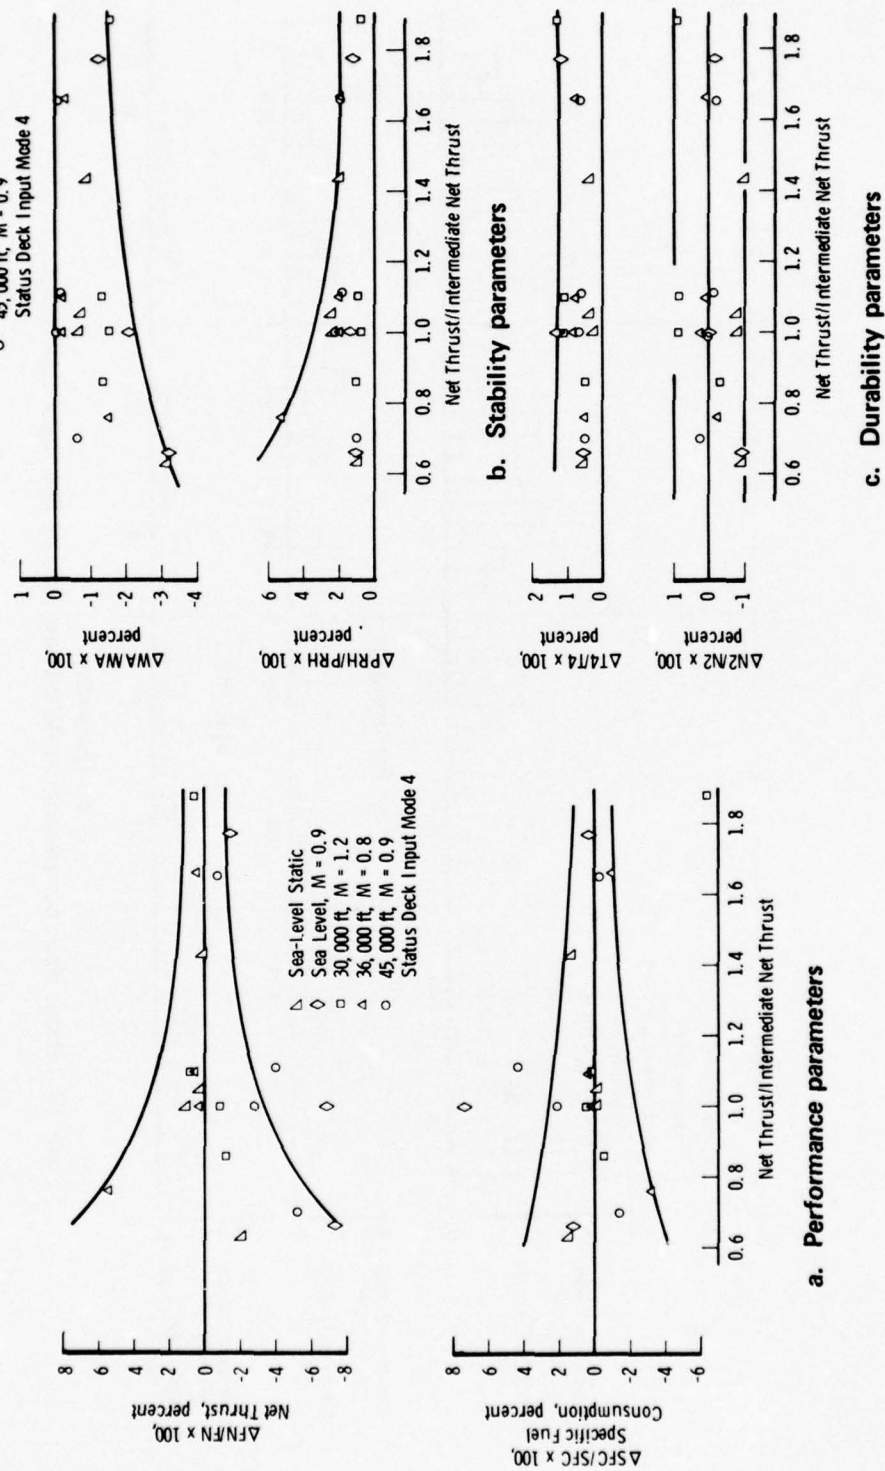 ΔFN/FN x 100,
Net Thrust, percent
8
6
4
2
0
-2
-4
-6
-8
Sea-Level Static
Sea Level, M = 0.9
30,000 ft, M = 1.2
36,000 ft, M = 0.8
45,000 ft, M = 0.9
Status Deck Input Mode 4
ΔSFC/SFC x 100,
Specific Fuel
Consumption, percent
8
6
4
2
0
-2
-4
-6
0.6 0.8 1.0 1.2 1.4 1.6 1.8
Net Thrust/Intermediate Net Thrust
a. Performance parameters
45,000 ft, M = 0.9
Status Deck Input Mode 4
ΔWA/WA x 100,
percent
1
0
-1
-2
-3
-4
ΔPRH/PRH x 100,
percent
6
4
2
0
0.6 0.8 1.0 1.2 1.4 1.6 1.8
Net Thrust/Intermediate Net Thrust
b. Stability parameters
ΔT4/T4 x 100,
percent
2
1
0
ΔN2/N2 x 100,
percent
1
0
-1
0.6 0.8 1.0 1.2 1.4 1.6 1.8
Net Thrust/Intermediate Net Thrust
c. Durability parameters